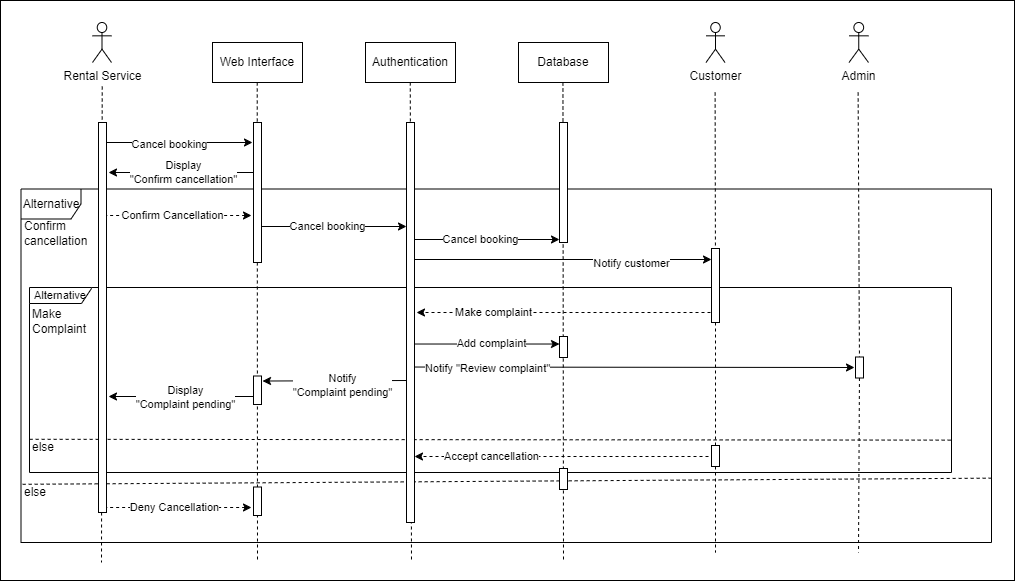 Rental Service
Web Interface
Authentication
Database
Customer
Admin
Cancel booking
Display
"Confirm cancellation"
Alternative
Confirm
cancellation
Confirm Cancellation
Cancel booking
Cancel booking
Notify customer
Alternative
Make
Complaint
Make complaint
Add complaint
Notify "Review complaint"
Notify
"Complaint pending"
Display
"Complaint pending"
else
Accept cancellation
else
Deny Cancellation